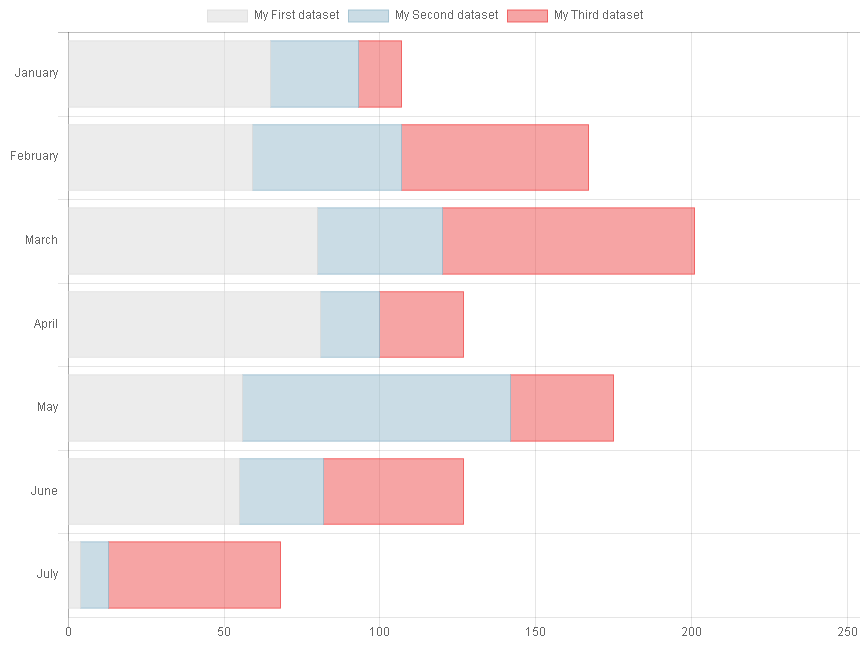 My First dataset My Second dataset My Third dataset
January
February
March
April
May
June
July
0 50 100 150 200 250